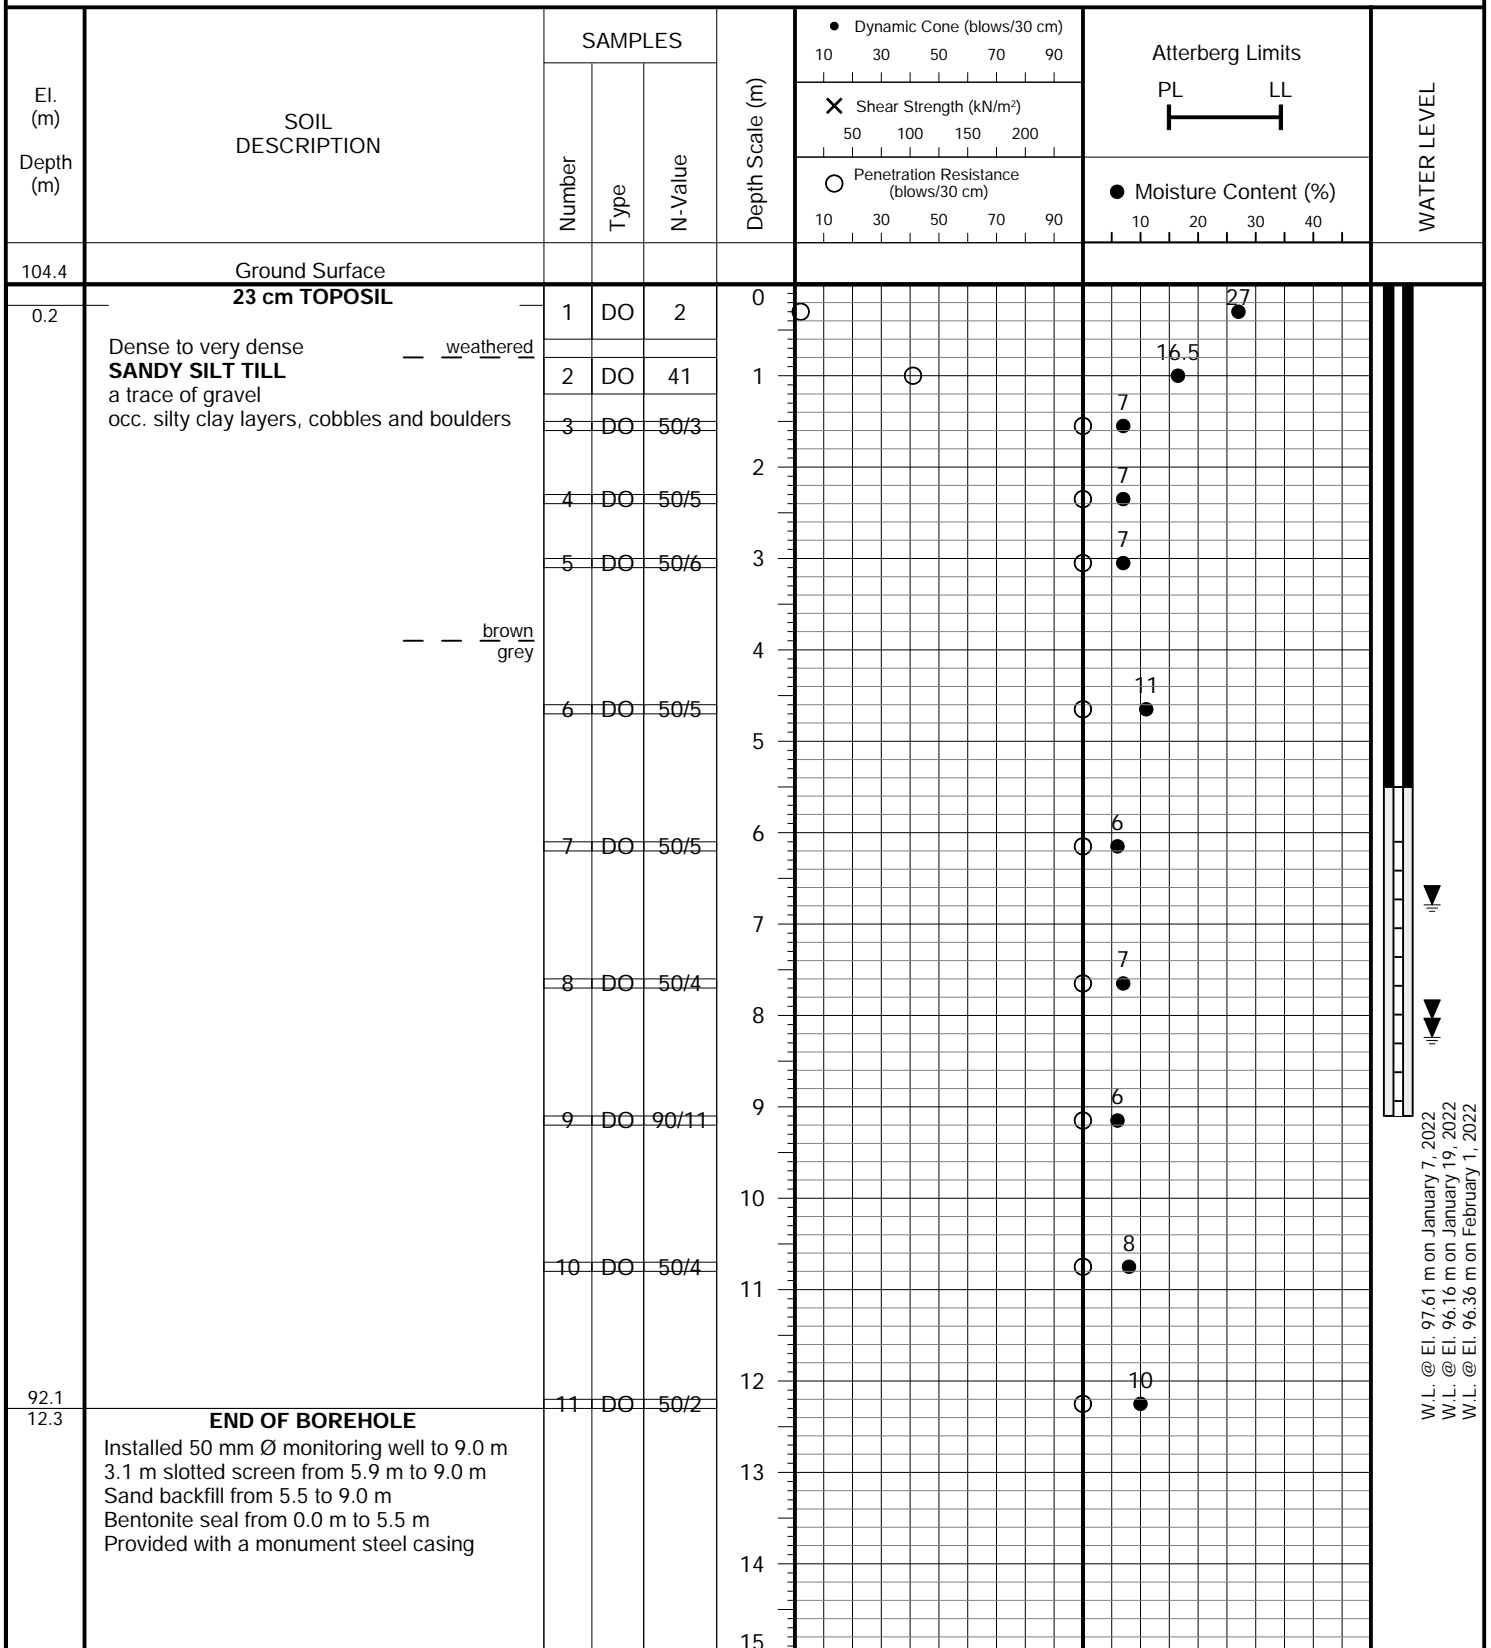 El.
(m)
Depth
(m)
SOIL
DESCRIPTION
SAMPLES
Number
Type
N-Value
Depth Scale (m)
Dynamic Cone (blows/30 cm)
10 30 50 70 90
Shear Strength (kN/m²)
50 100 150 200
Penetration Resistance
(blows/30 cm)
10 30 50 70 90
Atterberg Limits
PL LL
Moisture Content (%)
10 20 30 40
WATER LEVEL
104.4 Ground Surface
23 cm TOPOSIL
0.2
Dense to very dense
SANDY SILT TILL
a trace of gravel
occ. silty clay layers, cobbles and boulders
weathered
brown
grey
1 DO 2
2 DO 41
3 DO 50/3
4 DO 50/5
5 DO 50/6
6 DO 50/5
7 DO 50/5
8 DO 50/4
9 DO 90/11
10 DO 50/4
11 DO 50/2
0
1
2
3
4
5
6
7
8
9
10
11
12
13
14
15
27
16.5
7
7
7
11
6
7
6
8
10
92.1
12.3
END OF BOREHOLE
Installed 50 mm Ø monitoring well to 9.0 m
3.1 m slotted screen from 5.9 m to 9.0 m
Sand backfill from 5.5 to 9.0 m
Bentonite seal from 0.0 m to 5.5 m
Provided with a monument steel casing
W.L. @ El. 97.61 m on January 7, 2022
W.L. @ El. 96.16 m on January 19, 2022
W.L. @ El. 96.36 m on February 1, 2022